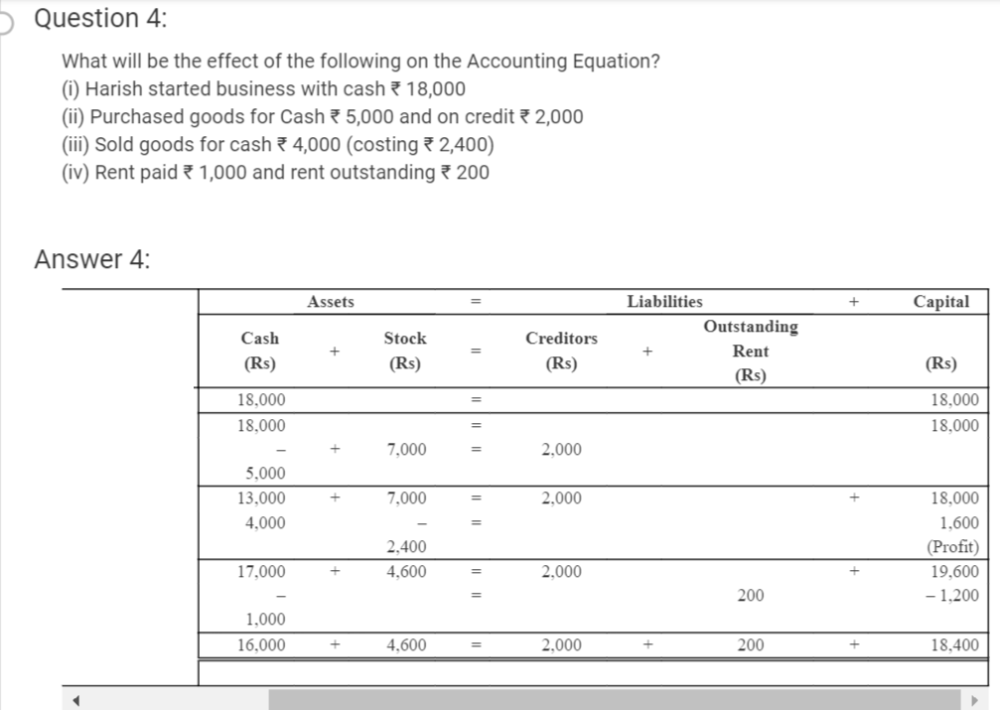 Question 4:
What will be the effect of the following on the Accounting Equation?
(i) Harish started business with cash ₹ 18,000
(ii) Purchased goods for Cash ₹ 5,000 and on credit ₹ 2,000
(iii) Sold goods for cash ₹ 4,000 (costing ₹ 2,400)
(iv) Rent paid ₹ 1,000 and rent outstanding ₹ 200
Answer 4:
Assets = Liabilities + Capital
Cash (Rs) + Stock (Rs) = Creditors (Rs) + Outstanding Rent (Rs) (Rs)
18,000 = 18,000
18,000 = 18,000
– + 7,000 = 2,000
5,000
13,000 + 7,000 = 2,000 + 18,000
4,000 – = 1,600
2,400 (Profit)
17,000 + 4,600 = 2,000 + 19,600
– = 200 – 1,200
1,000
16,000 + 4,600 = 2,000 + 200 + 18,400